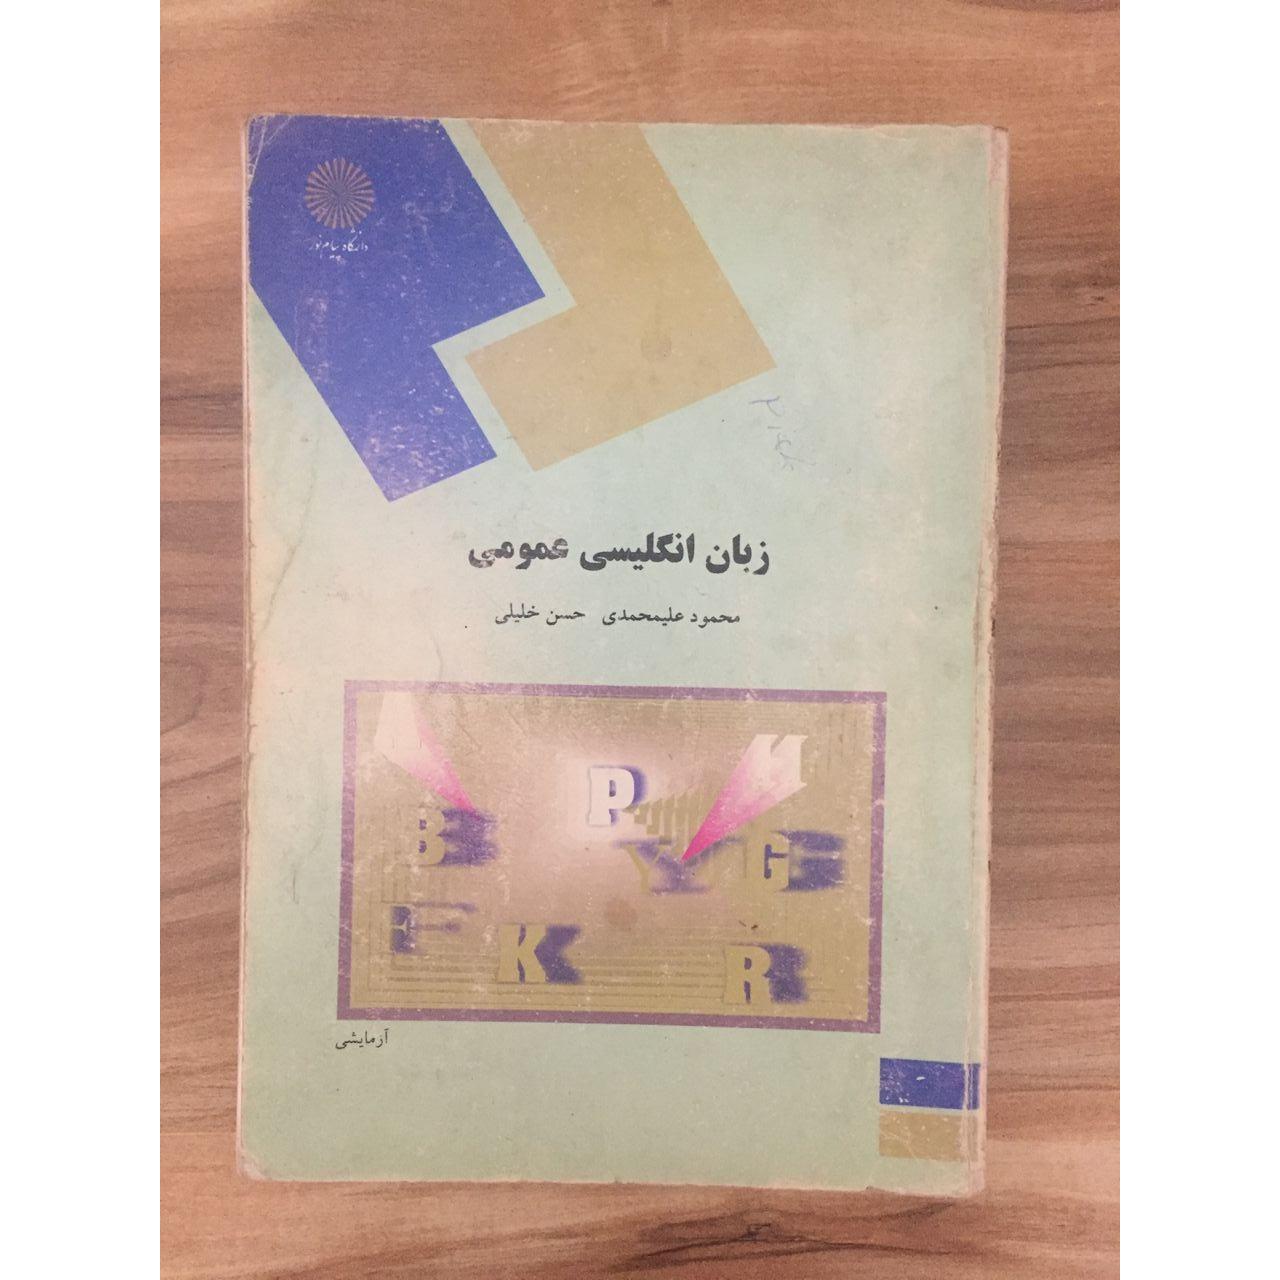 دانشگاه پیام نور
زبان انگلیسی عمومی
محمود علیمحمدی حسن خلیلی
P
B
Y
G
K
R
آزمایشی